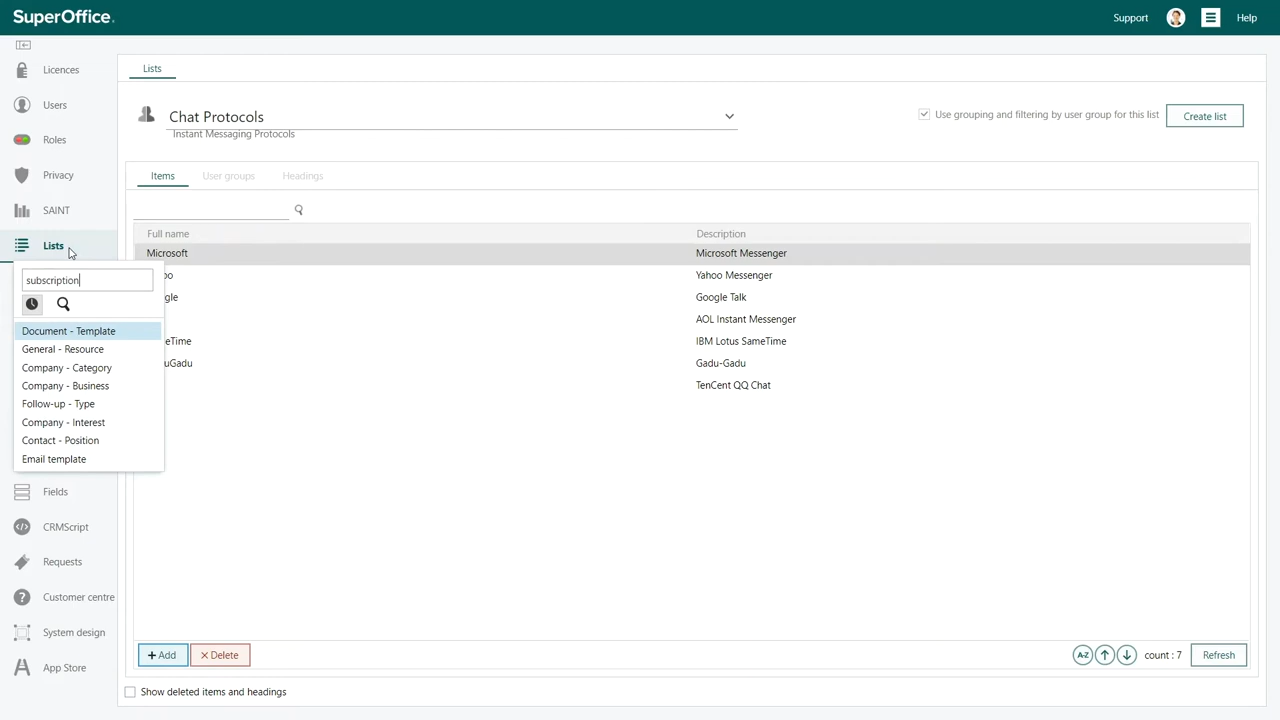 SuperOffice.
Support
Help
Licences
Users
Roles
Privacy
SAINT
Lists
subscription
Document - Template
General - Resource
Company - Category
Company - Business
Follow-up - Type
Company - Interest
Contact - Position
Email template
Fields
CRMScript
Requests
Customer centre
System design
App Store
Lists
Chat Protocols
Instant Messaging Protocols
Use grouping and filtering by user group for this list
Create list
Items
User groups
Headings
Full name
Description
Microsoft
Microsoft Messenger
oo
Yahoo Messenger
gle
Google Talk
AOL Instant Messenger
eTime
IBM Lotus SameTime
uGadu
Gadu-Gadu
TenCent QQ Chat
+ Add
× Delete
A-Z
count : 7
Refresh
Show deleted items and headings